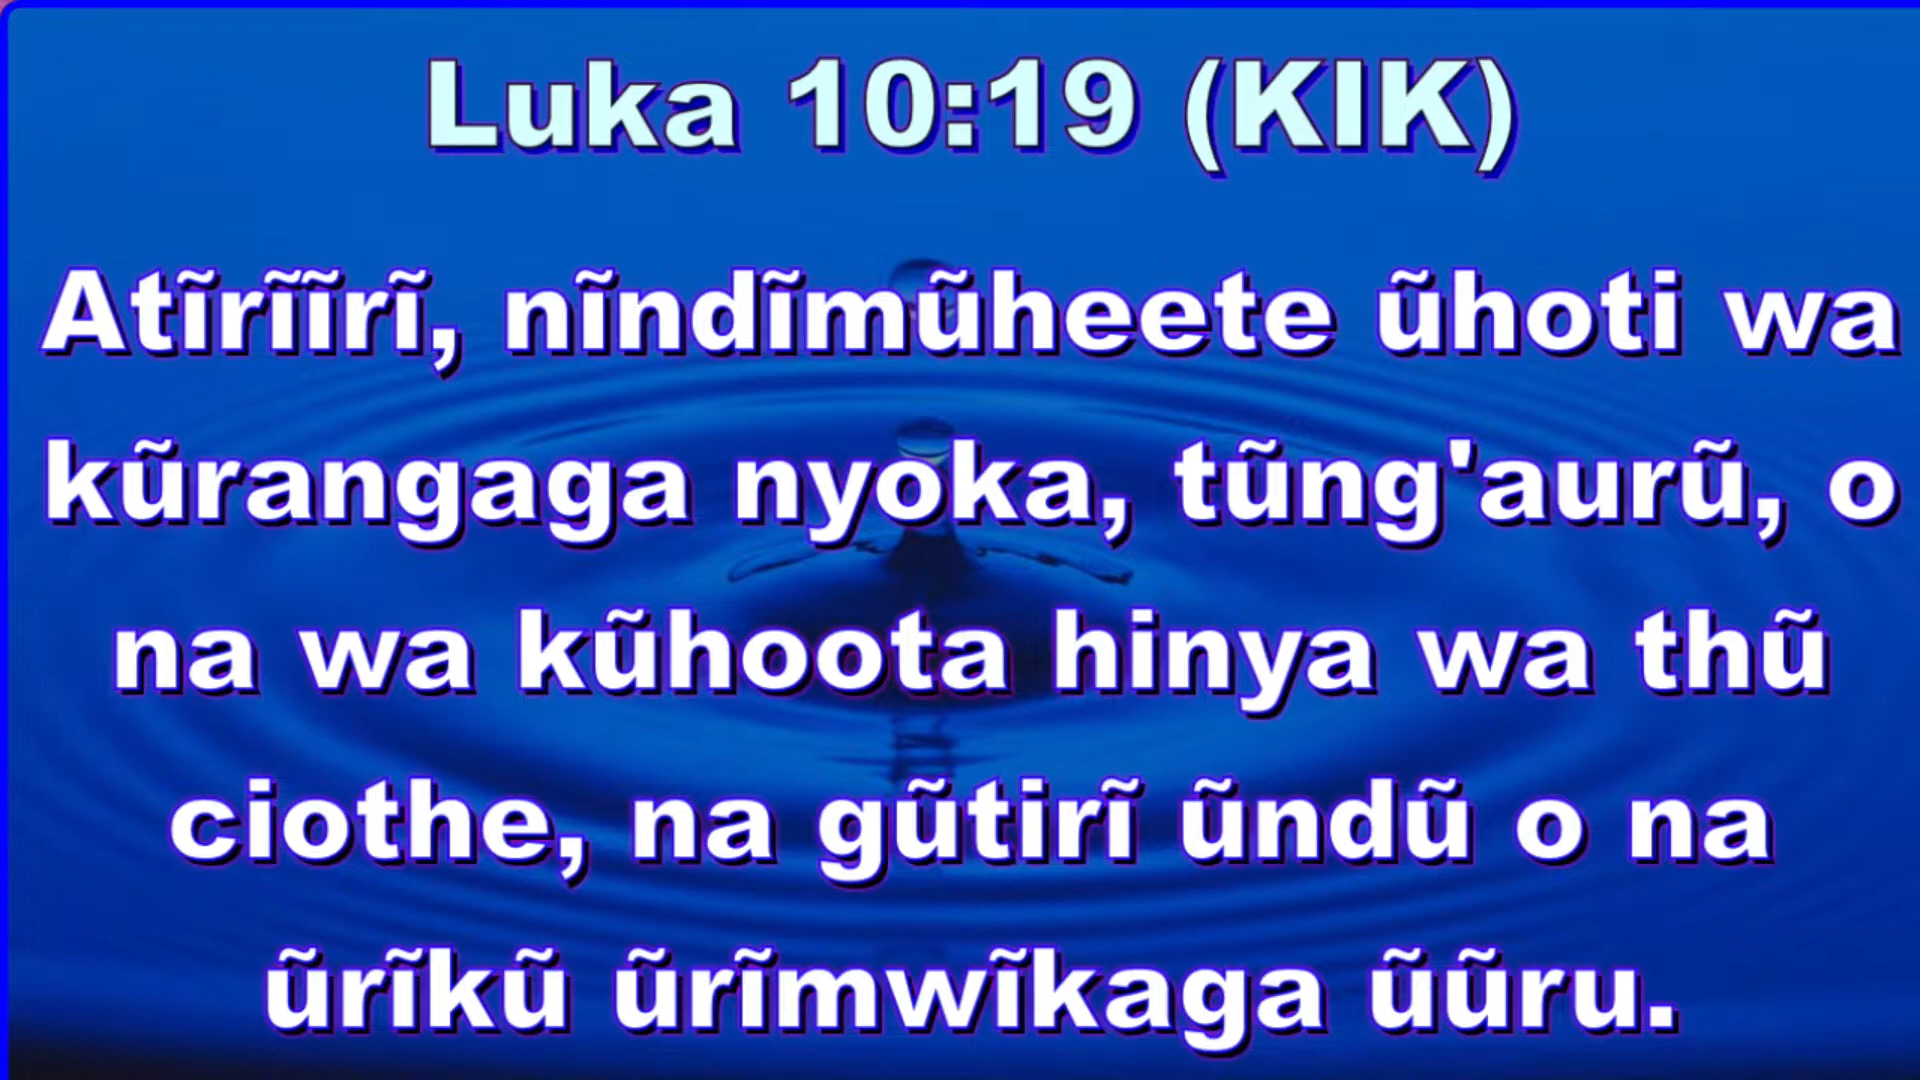 Luka 10:19 (KIK)
Atĩrĩĩrĩ, nĩndĩmũheete ũhoti wa
kũrangaga nyoka, tũng'aurũ, o
na wa kũhoota hinya wa thũ
ciothe, na gũtirĩ ũndũ o na
ũrĩkũ ũrĩmwĩkaga ũũru.